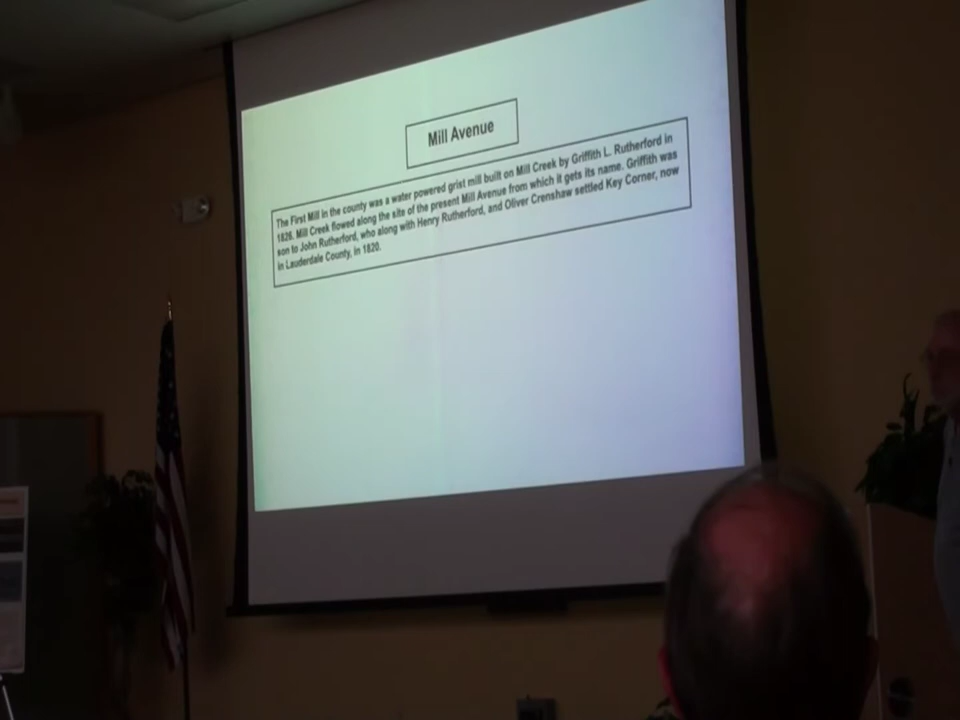 Mill Avenue
The First Mill in the county was a water powered grist mill built on Mill Creek by Griffith L. Rutherford in
1826. Mill Creek flowed along the site of the present Mill Avenue from which it gets its name. Griffith was
son to John Rutherford, who along with Henry Rutherford, and Oliver Crenshaw settled Key Corner, now
in Lauderdale County, in 1820.